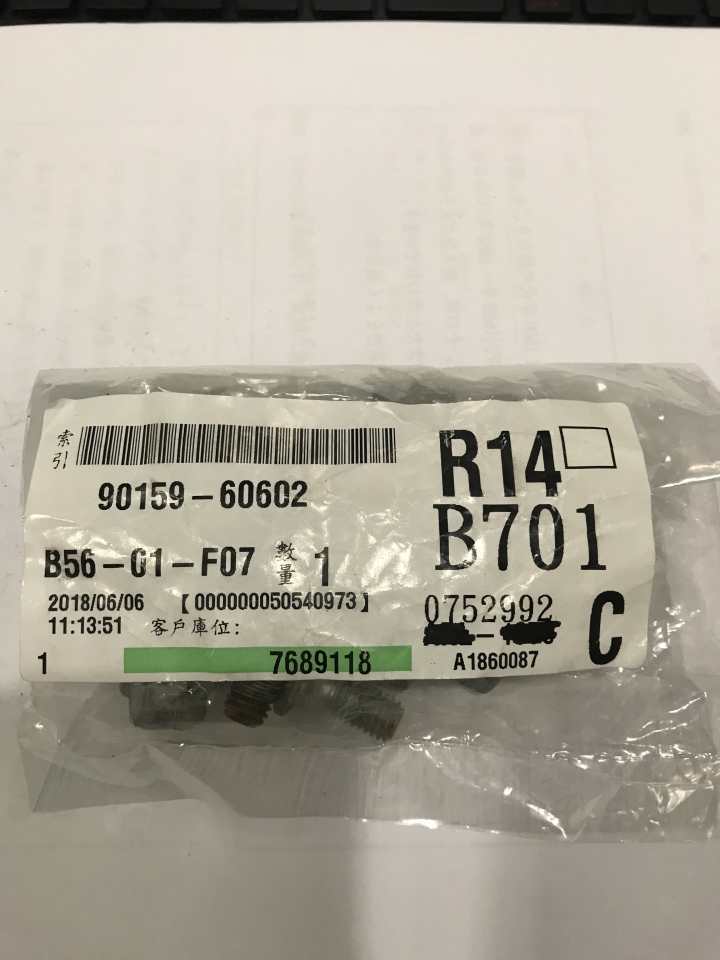 索引
90159-60602
R14
B701
B56-01-F07 數量 1
2018/06/06 【000000050540973】
11:13:51 客戶庫位:
0752992
C
1 7689118 A1860087